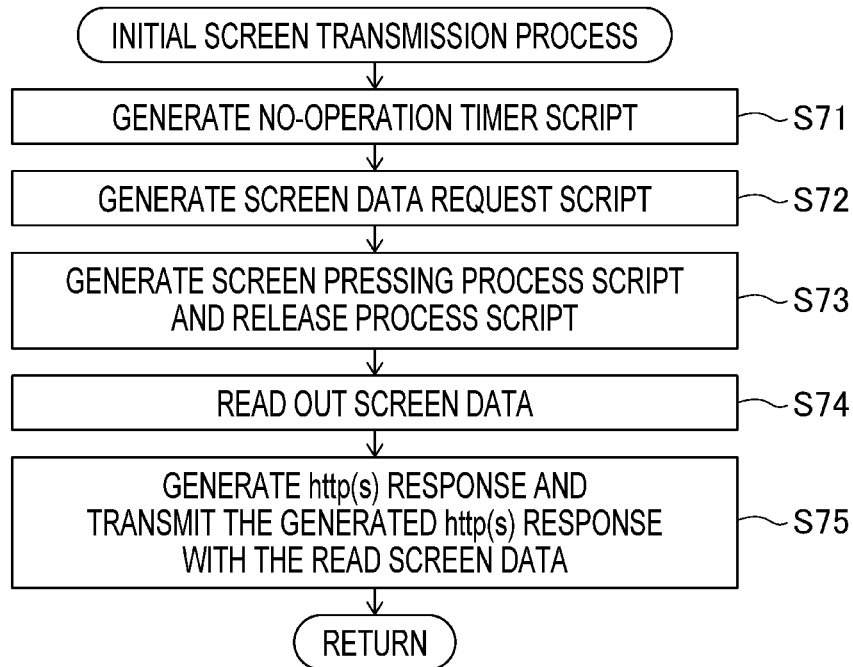 INITIAL SCREEN TRANSMISSION PROCESS
GENERATE NO-OPERATION TIMER SCRIPT
S71
GENERATE SCREEN DATA REQUEST SCRIPT
S72
GENERATE SCREEN PRESSING PROCESS SCRIPT
AND RELEASE PROCESS SCRIPT
S73
READ OUT SCREEN DATA
S74
GENERATE http(s) RESPONSE AND
TRANSMIT THE GENERATED http(s) RESPONSE
WITH THE READ SCREEN DATA
S75
RETURN